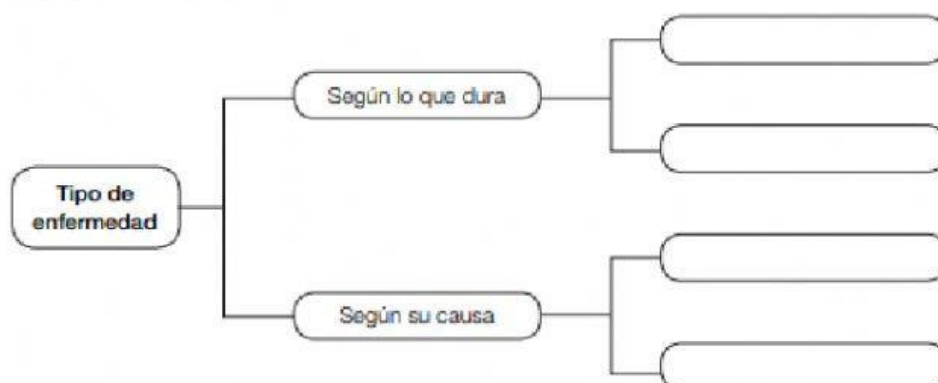 Según lo que dura
Tipo de
enfermedad
Según su causa